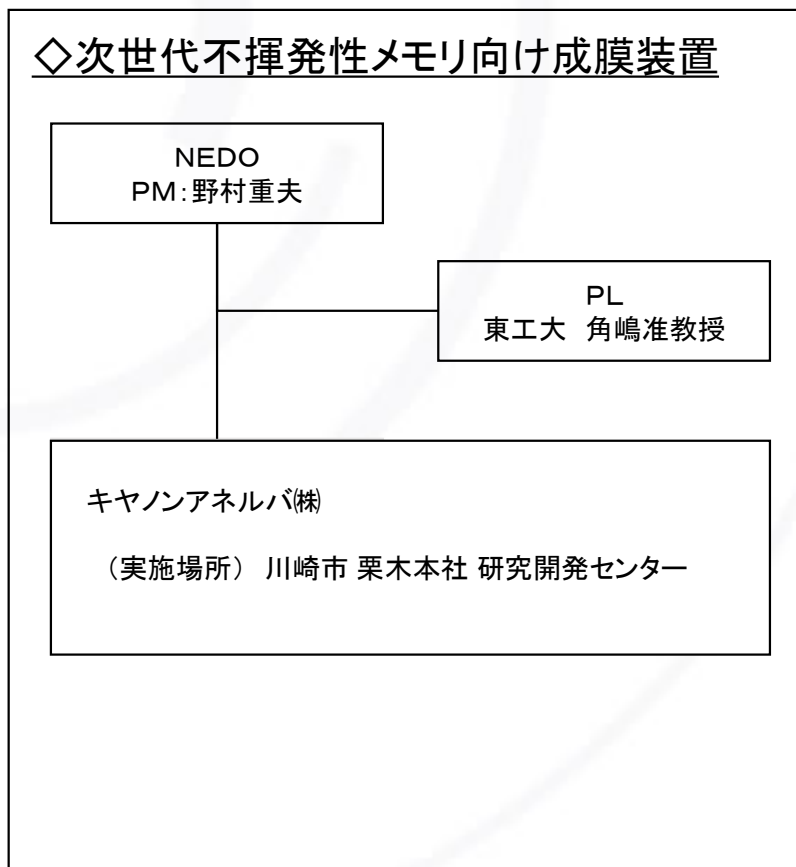 ◇次世代不揮発性メモリ向け成膜装置
NEDO
PM:野村重夫
PL
東工大　角嶋准教授
キヤノンアネルバ㈱
（実施場所） 川崎市 栗木本社 研究開発センター